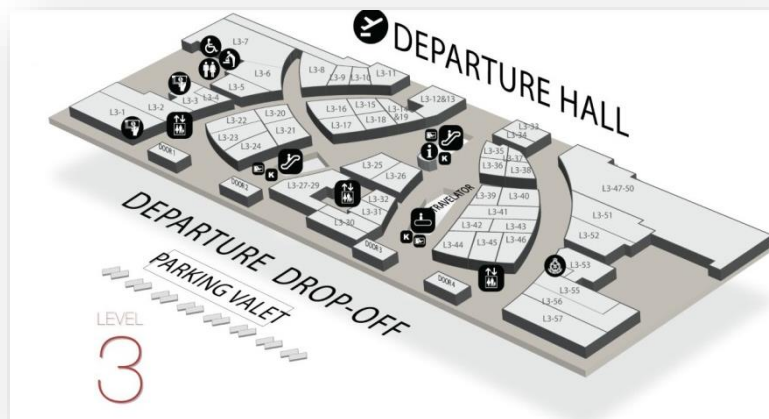 DEPARTURE HALL
L3-7
L3-6
L3-5
L3-4
L3-3
L3-2
L3-1
L3-8
L3-9
L3-10
L3-11
L3-12&13
L3-14
&19
L3-15
L3-16
L3-17
L3-18
L3-20
L3-21
L3-22
L3-23
L3-24
L3-25
L3-26
L3-27-29
L3-30
L3-31
L3-32
L3-33
L3-34
L3-35
L3-36
L3-37
L3-38
L3-39
L3-40
L3-41
L3-42
L3-43
L3-44
L3-45
L3-46
L3-47-50
L3-51
L3-52
L3-53
L3-55
L3-56
L3-57
i
K
K
K
TRAVELATOR
DOOR 1
DOOR 2
DOOR 3
DOOR 4
DEPARTURE DROP-OFF
PARKING VALET
LEVEL
3